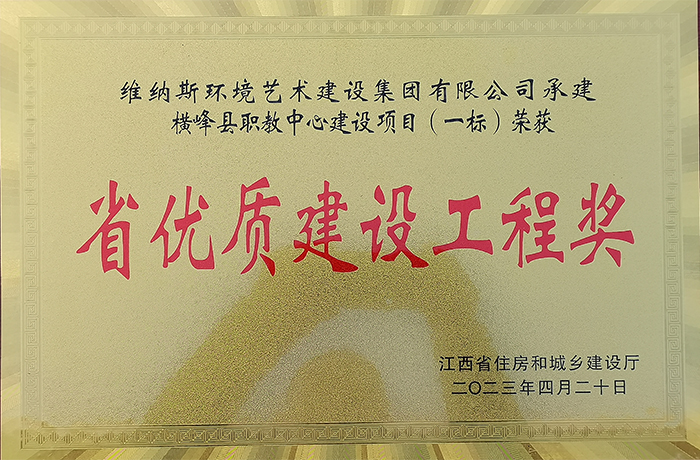 维纳斯环境艺术建设集团有限公司承建
横峰县职教中心建设项目（一标）荣获
省优质建设工程奖
江西省住房和城乡建设厅
二〇二三年四月二十日